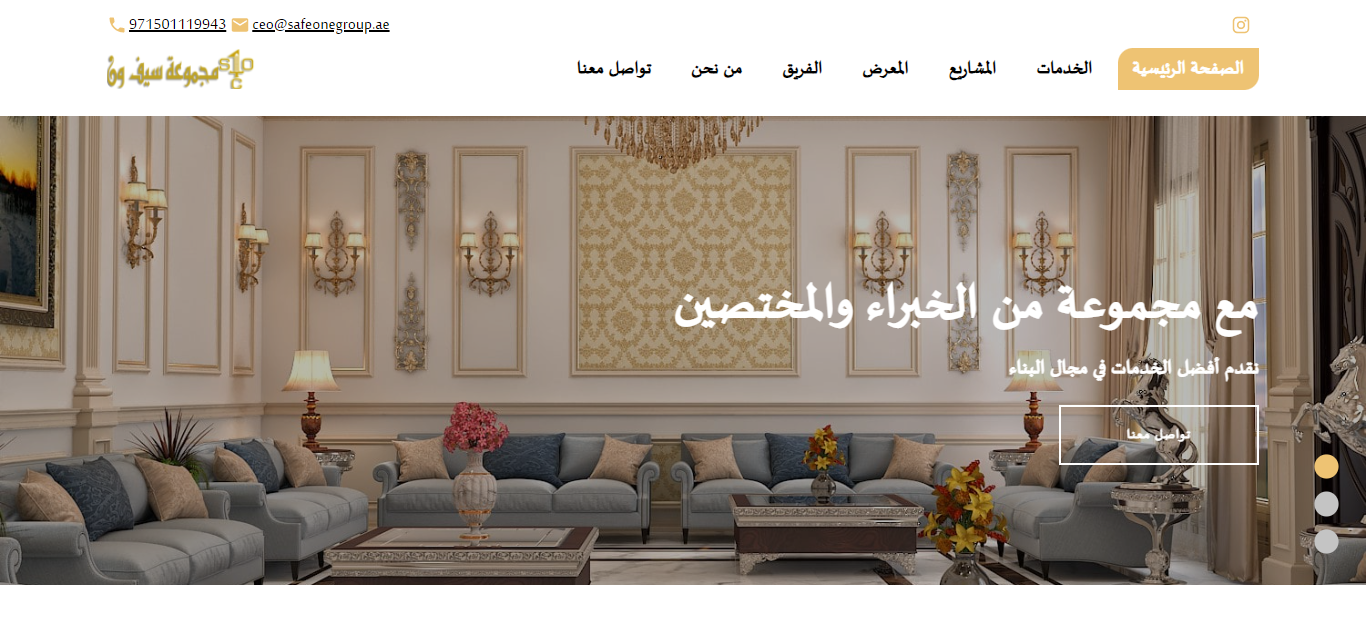 971501119943 ceo@safeonegroup.ae
الصفحة الرئيسية الخدمات المشاريع المعرض الفريق من نحن تواصل معنا
مجموعة سيف ون S1OC
مع مجموعة من الخبراء والمختصين
نقدم أفضل الخدمات في مجال البناء
تواصل معنا